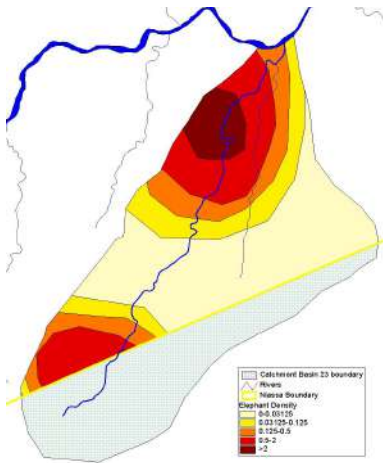 Catchment Basin 23 boundary
Rivers
Niassa Boundary
Elephant Density
0-0.03125
0.03125-0.125
0.125-0.5
0.5-2
>2